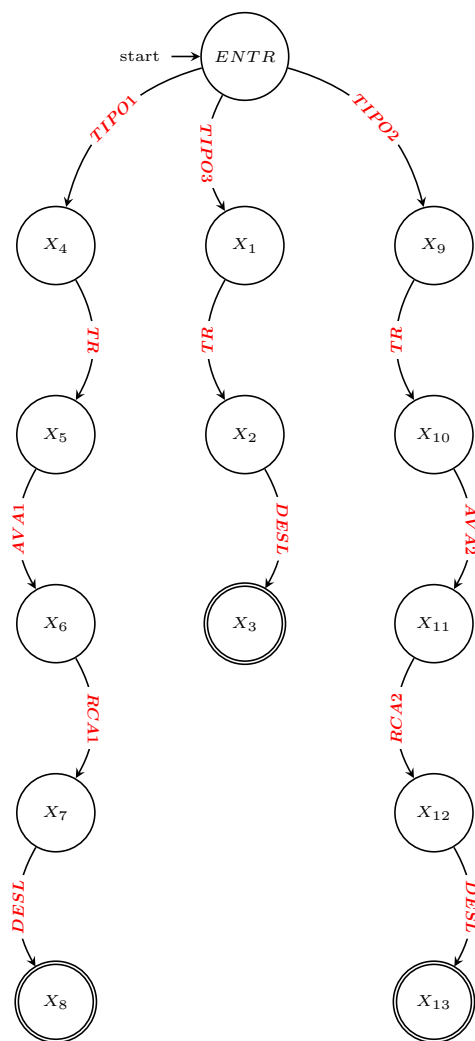 start ENTR
TIPO1 TIPO3 TIPO2
X4 X1 X9
TR TR TR
X5 X2 X10
AVA1 DESL AVA2
X6 X3 X11
RCA1 RCA2
X7 X12
DESL DESL
X8 X13